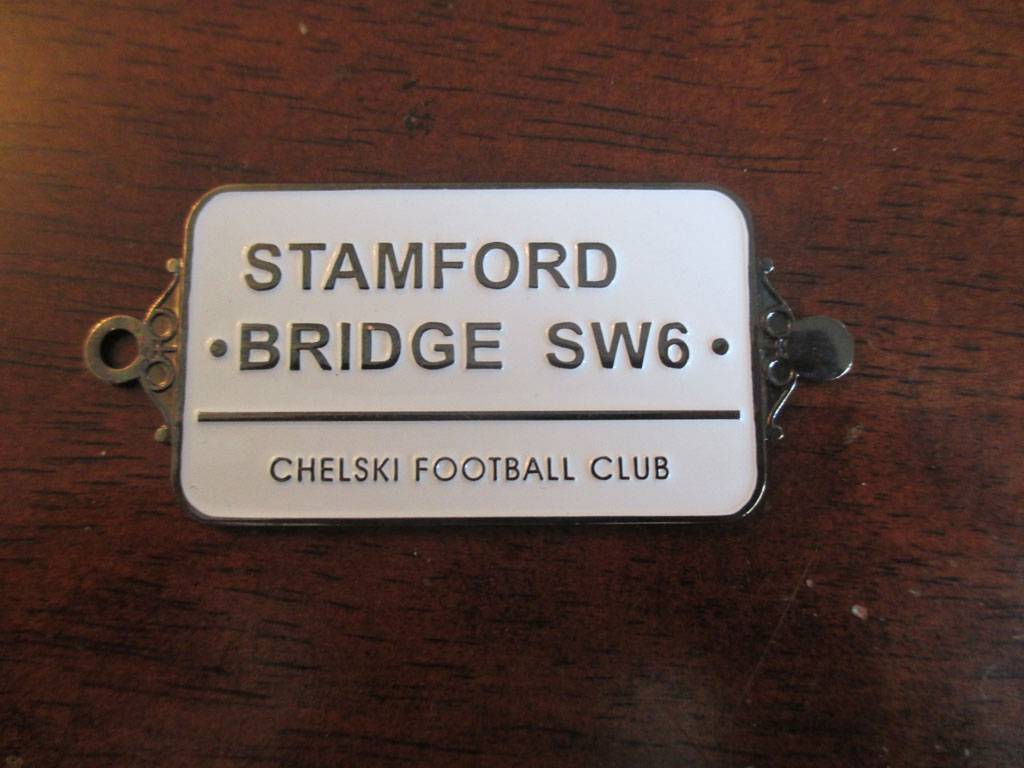 STAMFORD
BRIDGE SW6
CHELSKI FOOTBALL CLUB